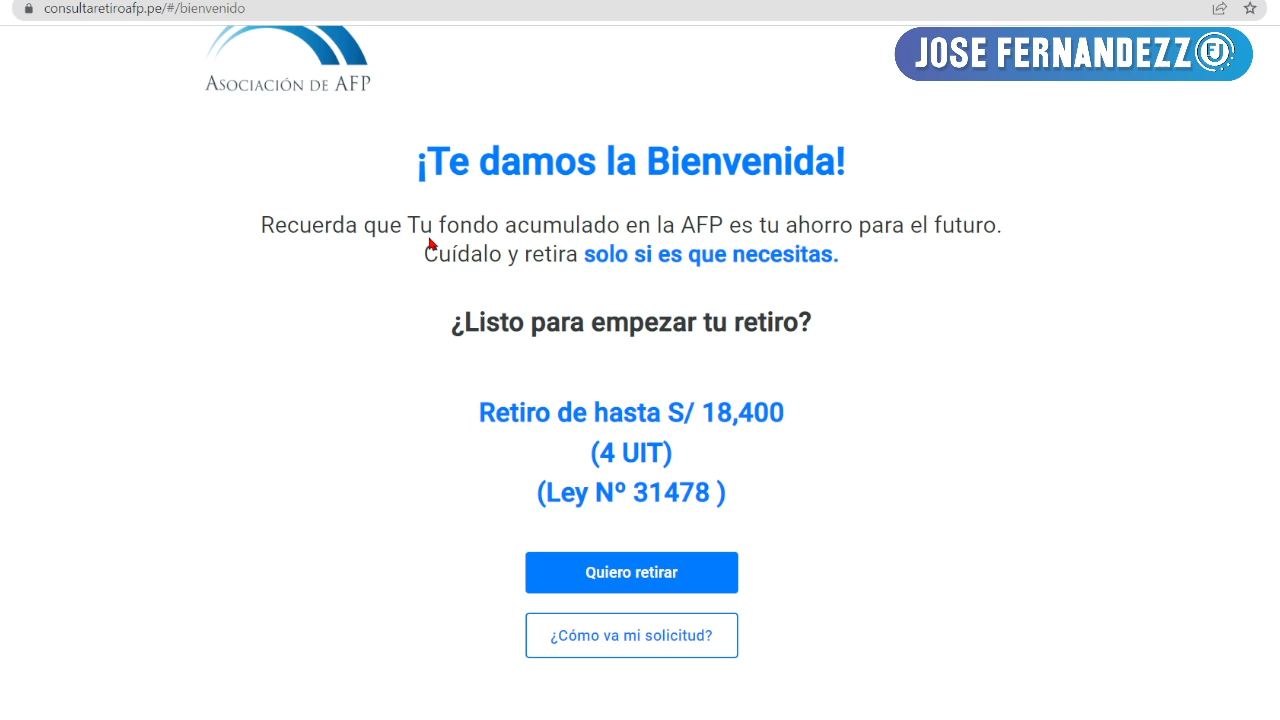 consultaretiroafp.pe/#/bienvenido
ASOCIACIÓN DE AFP
JOSE FERNANDEZZ
¡Te damos la Bienvenida!
Recuerda que Tu fondo acumulado en la AFP es tu ahorro para el futuro.
Cuídalo y retira solo si es que necesitas.
¿Listo para empezar tu retiro?
Retiro de hasta S/ 18,400
(4 UIT)
(Ley Nº 31478 )
Quiero retirar
¿Cómo va mi solicitud?